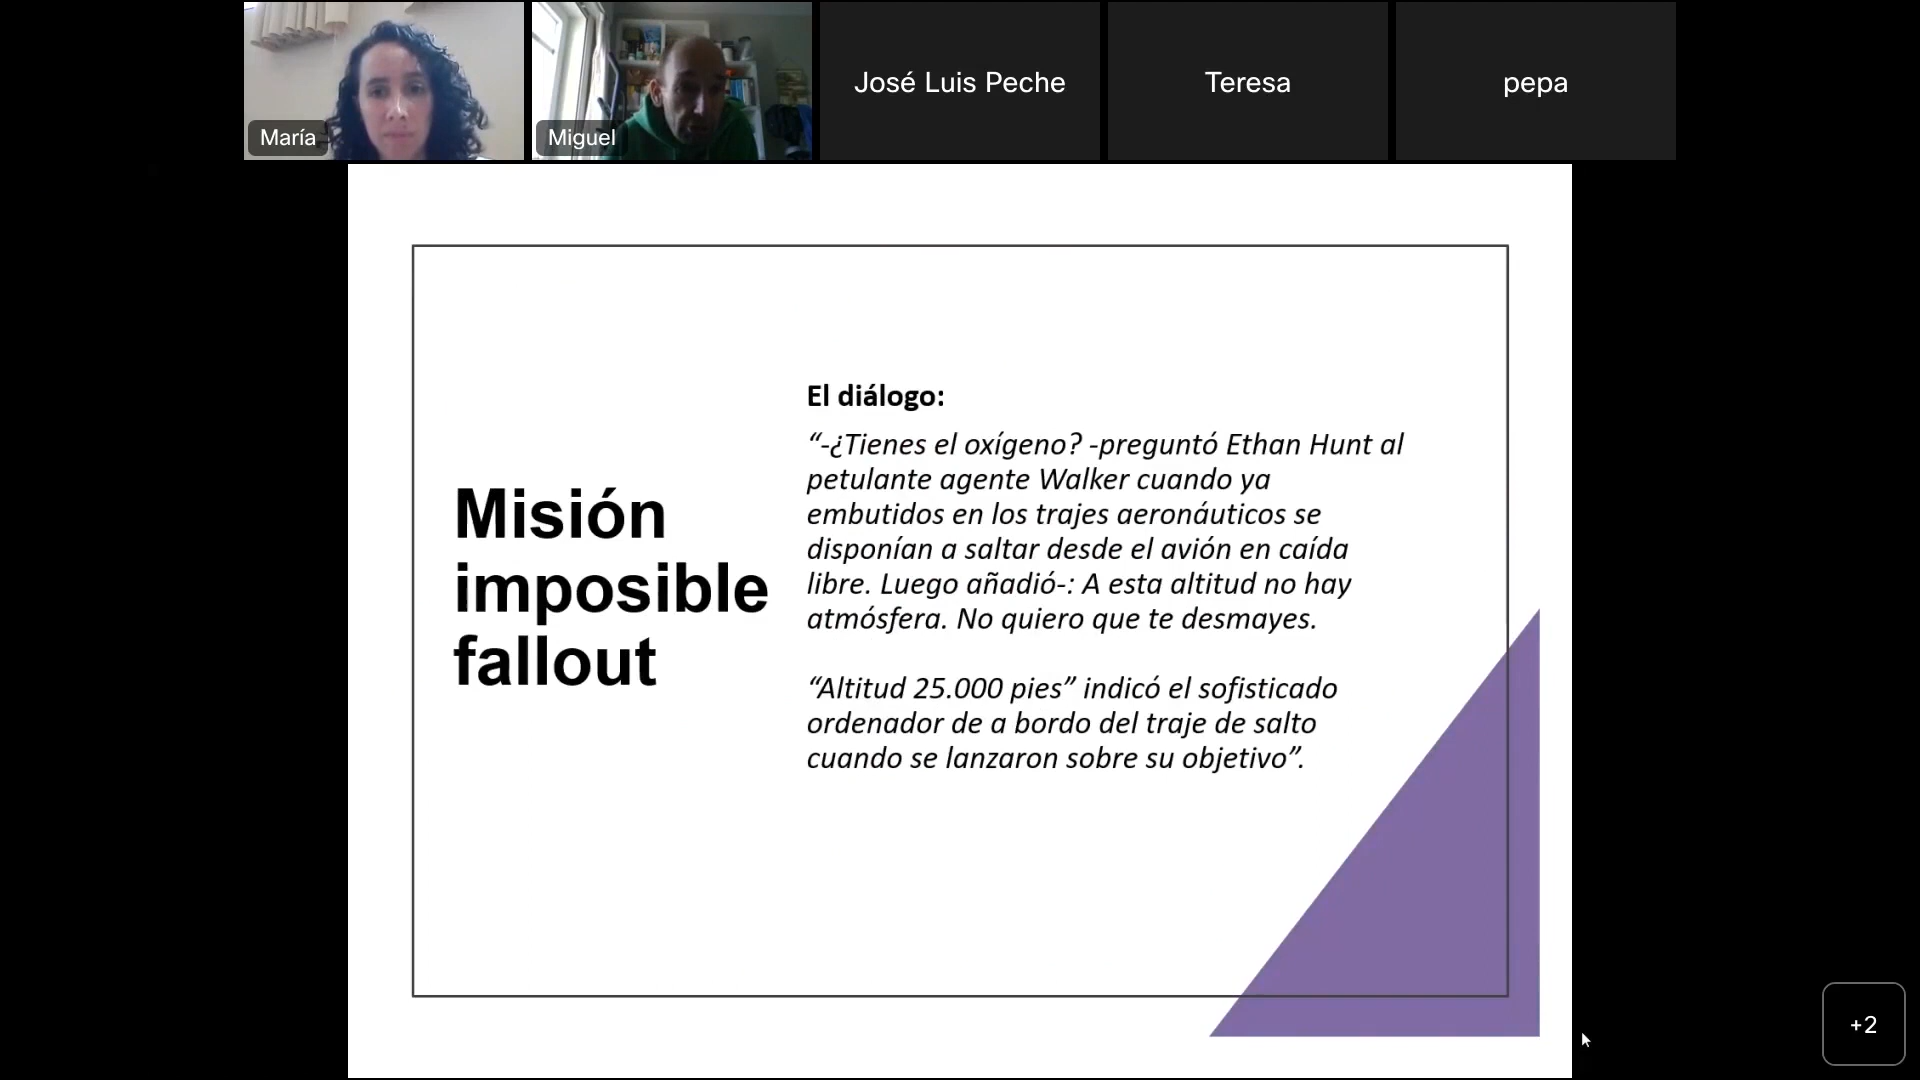 María
Miguel
José Luis Peche
Teresa
pepa
Misión
imposible
fallout
El diálogo:
“-¿Tienes el oxígeno? -preguntó Ethan Hunt al
petulante agente Walker cuando ya
embutidos en los trajes aeronáuticos se
disponían a saltar desde el avión en caída
libre. Luego añadió-: A esta altitud no hay
atmósfera. No quiero que te desmayes.
“Altitud 25.000 pies” indicó el sofisticado
ordenador de a bordo del traje de salto
cuando se lanzaron sobre su objetivo”.
+2